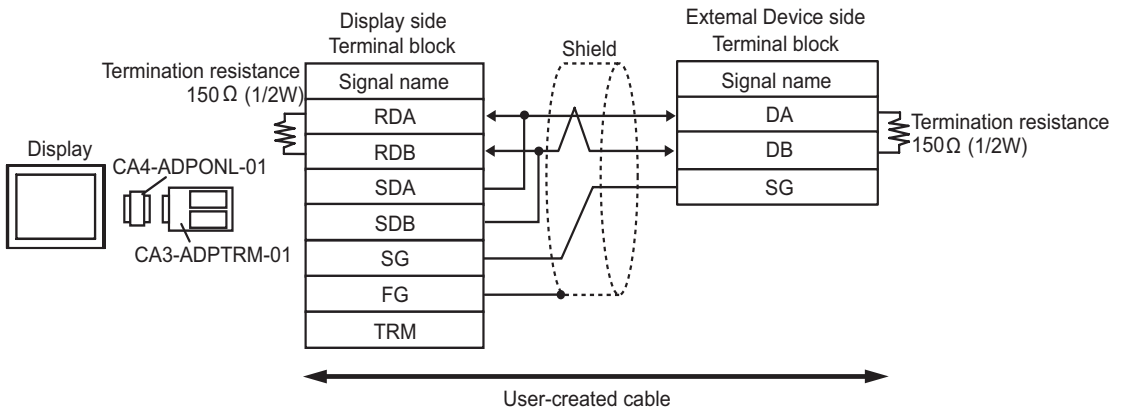 Display side
Terminal block
External Device side
Terminal block
Shield
Termination resistance
150 Ω (1/2W)
Signal name
RDA
RDB
SDA
SDB
SG
FG
TRM
Signal name
DA
DB
SG
Termination resistance
150Ω (1/2W)
Display
CA4-ADPONL-01
CA3-ADPTRM-01
User-created cable